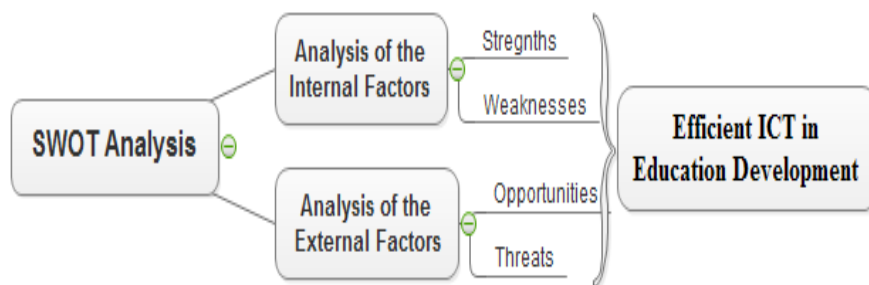 SWOT Analysis
Analysis of the
Internal Factors
Stregnths
Weaknesses
Analysis of the
External Factors
Opportunities
Threats
Efficient ICT in
Education Development